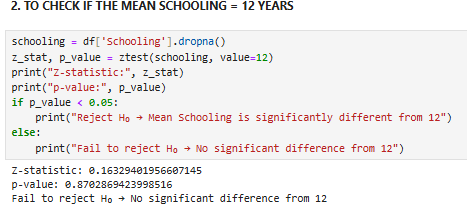 2. TO CHECK IF THE MEAN SCHOOLING = 12 YEARS
schooling = df['Schooling'].dropna()
z_stat, p_value = ztest(schooling, value=12)
print("Z-statistic:", z_stat)
print("p-value:", p_value)
if p_value < 0.05:
    print("Reject H₀ → Mean Schooling is significantly different from 12")
else:
    print("Fail to reject H₀ → No significant difference from 12")
Z-statistic: 0.16329401956607145
p-value: 0.8702869423998516
Fail to reject H₀ → No significant difference from 12